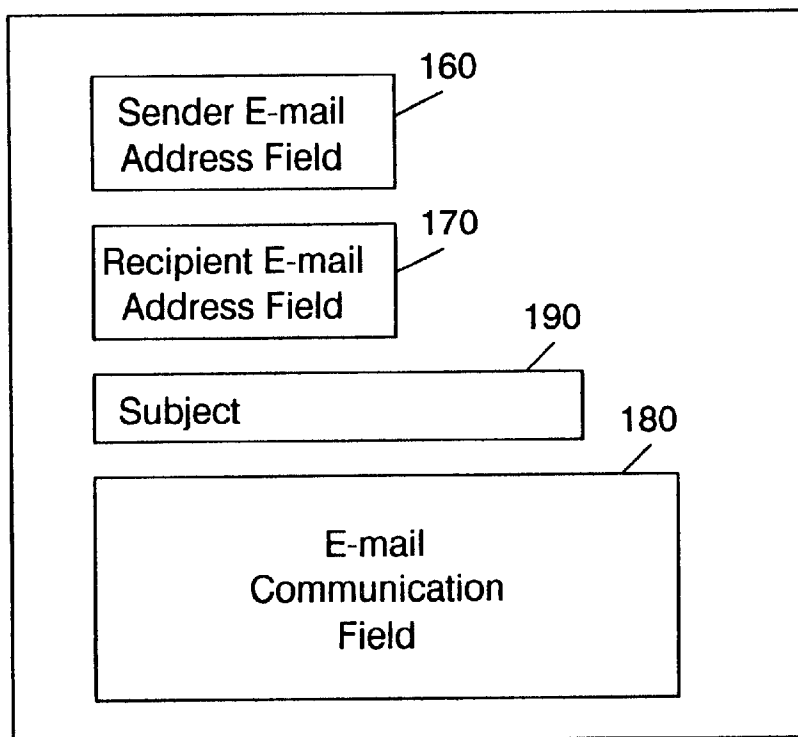 160
Sender E-mail
Address Field
170
Recipient E-mail
Address Field
190
Subject
180
E-mail
Communication
Field